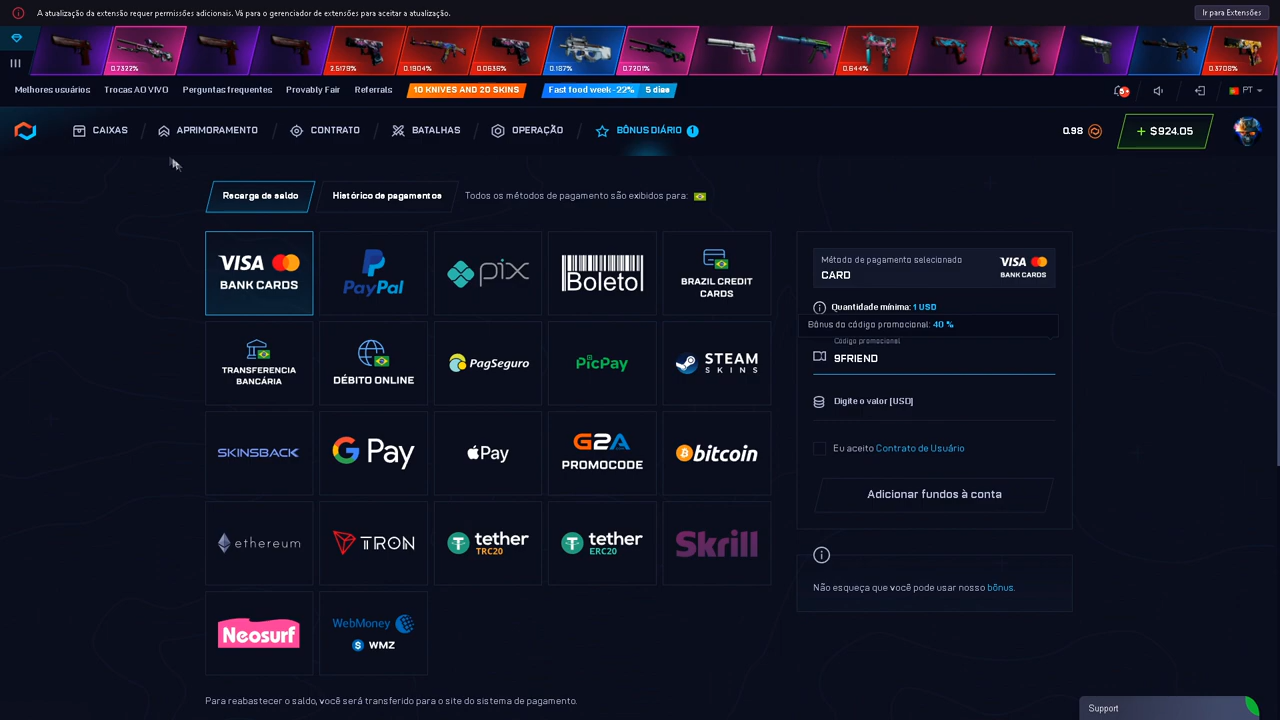 A atualização da extensão requer permissões adicionais. Vá para o gerenciador de extensões para aceitar a atualização.
Ir para Extensões
0.7322%
2.5179%
0.1904%
0.0636%
0.187%
0.7201%
0.644%
0.3708%
Melhores usuários
Trocas AO VIVO
Perguntas frequentes
Provably Fair
Referrals
10 KNIVES AND 20 SKINS
Fast food week -22%
5 dias
5+
PT
CAIXAS
APRIMORAMENTO
CONTRATO
BATALHAS
OPERAÇÃO
BÔNUS DIÁRIO
1
0.98
+ $924.05
Recarga de saldo
Histórico de pagamentos
Todos os métodos de pagamento são exibidos para:
VISA
BANK CARDS
PayPal
pix
Boleto
BRAZIL CREDIT
CARDS
TRANSFERENCIA
BANCÁRIA
DÉBITO ONLINE
PagSeguro
PicPay
STEAM
SKINS
SKINSBACK
G Pay
Pay
G2A
PROMOCODE
bitcoin
ethereum
TRON
tether
TRC20
tether
ERC20
Skrill
Neosurf
WebMoney
WMZ
Para reabastecer o saldo, você será transferido para o site do sistema de pagamento.
Método de pagamento selecionado
CARD
VISA
BANK CARDS
Quantidade mínima: 1 USD
Bônus do código promocional: 40 %
Código promocional
9FRIEND
Digite o valor [USD]
Eu aceito Contrato de Usuário
Adicionar fundos à conta
Não esqueça que você pode usar nosso bônus.
Support